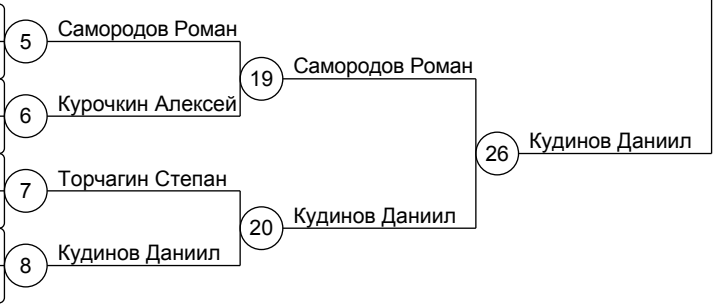 5 Самородов Роман
19 Самородов Роман
6 Курочкин Алексей
26 Кудинов Даниил
7 Торчагин Степан
20 Кудинов Даниил
8 Кудинов Даниил